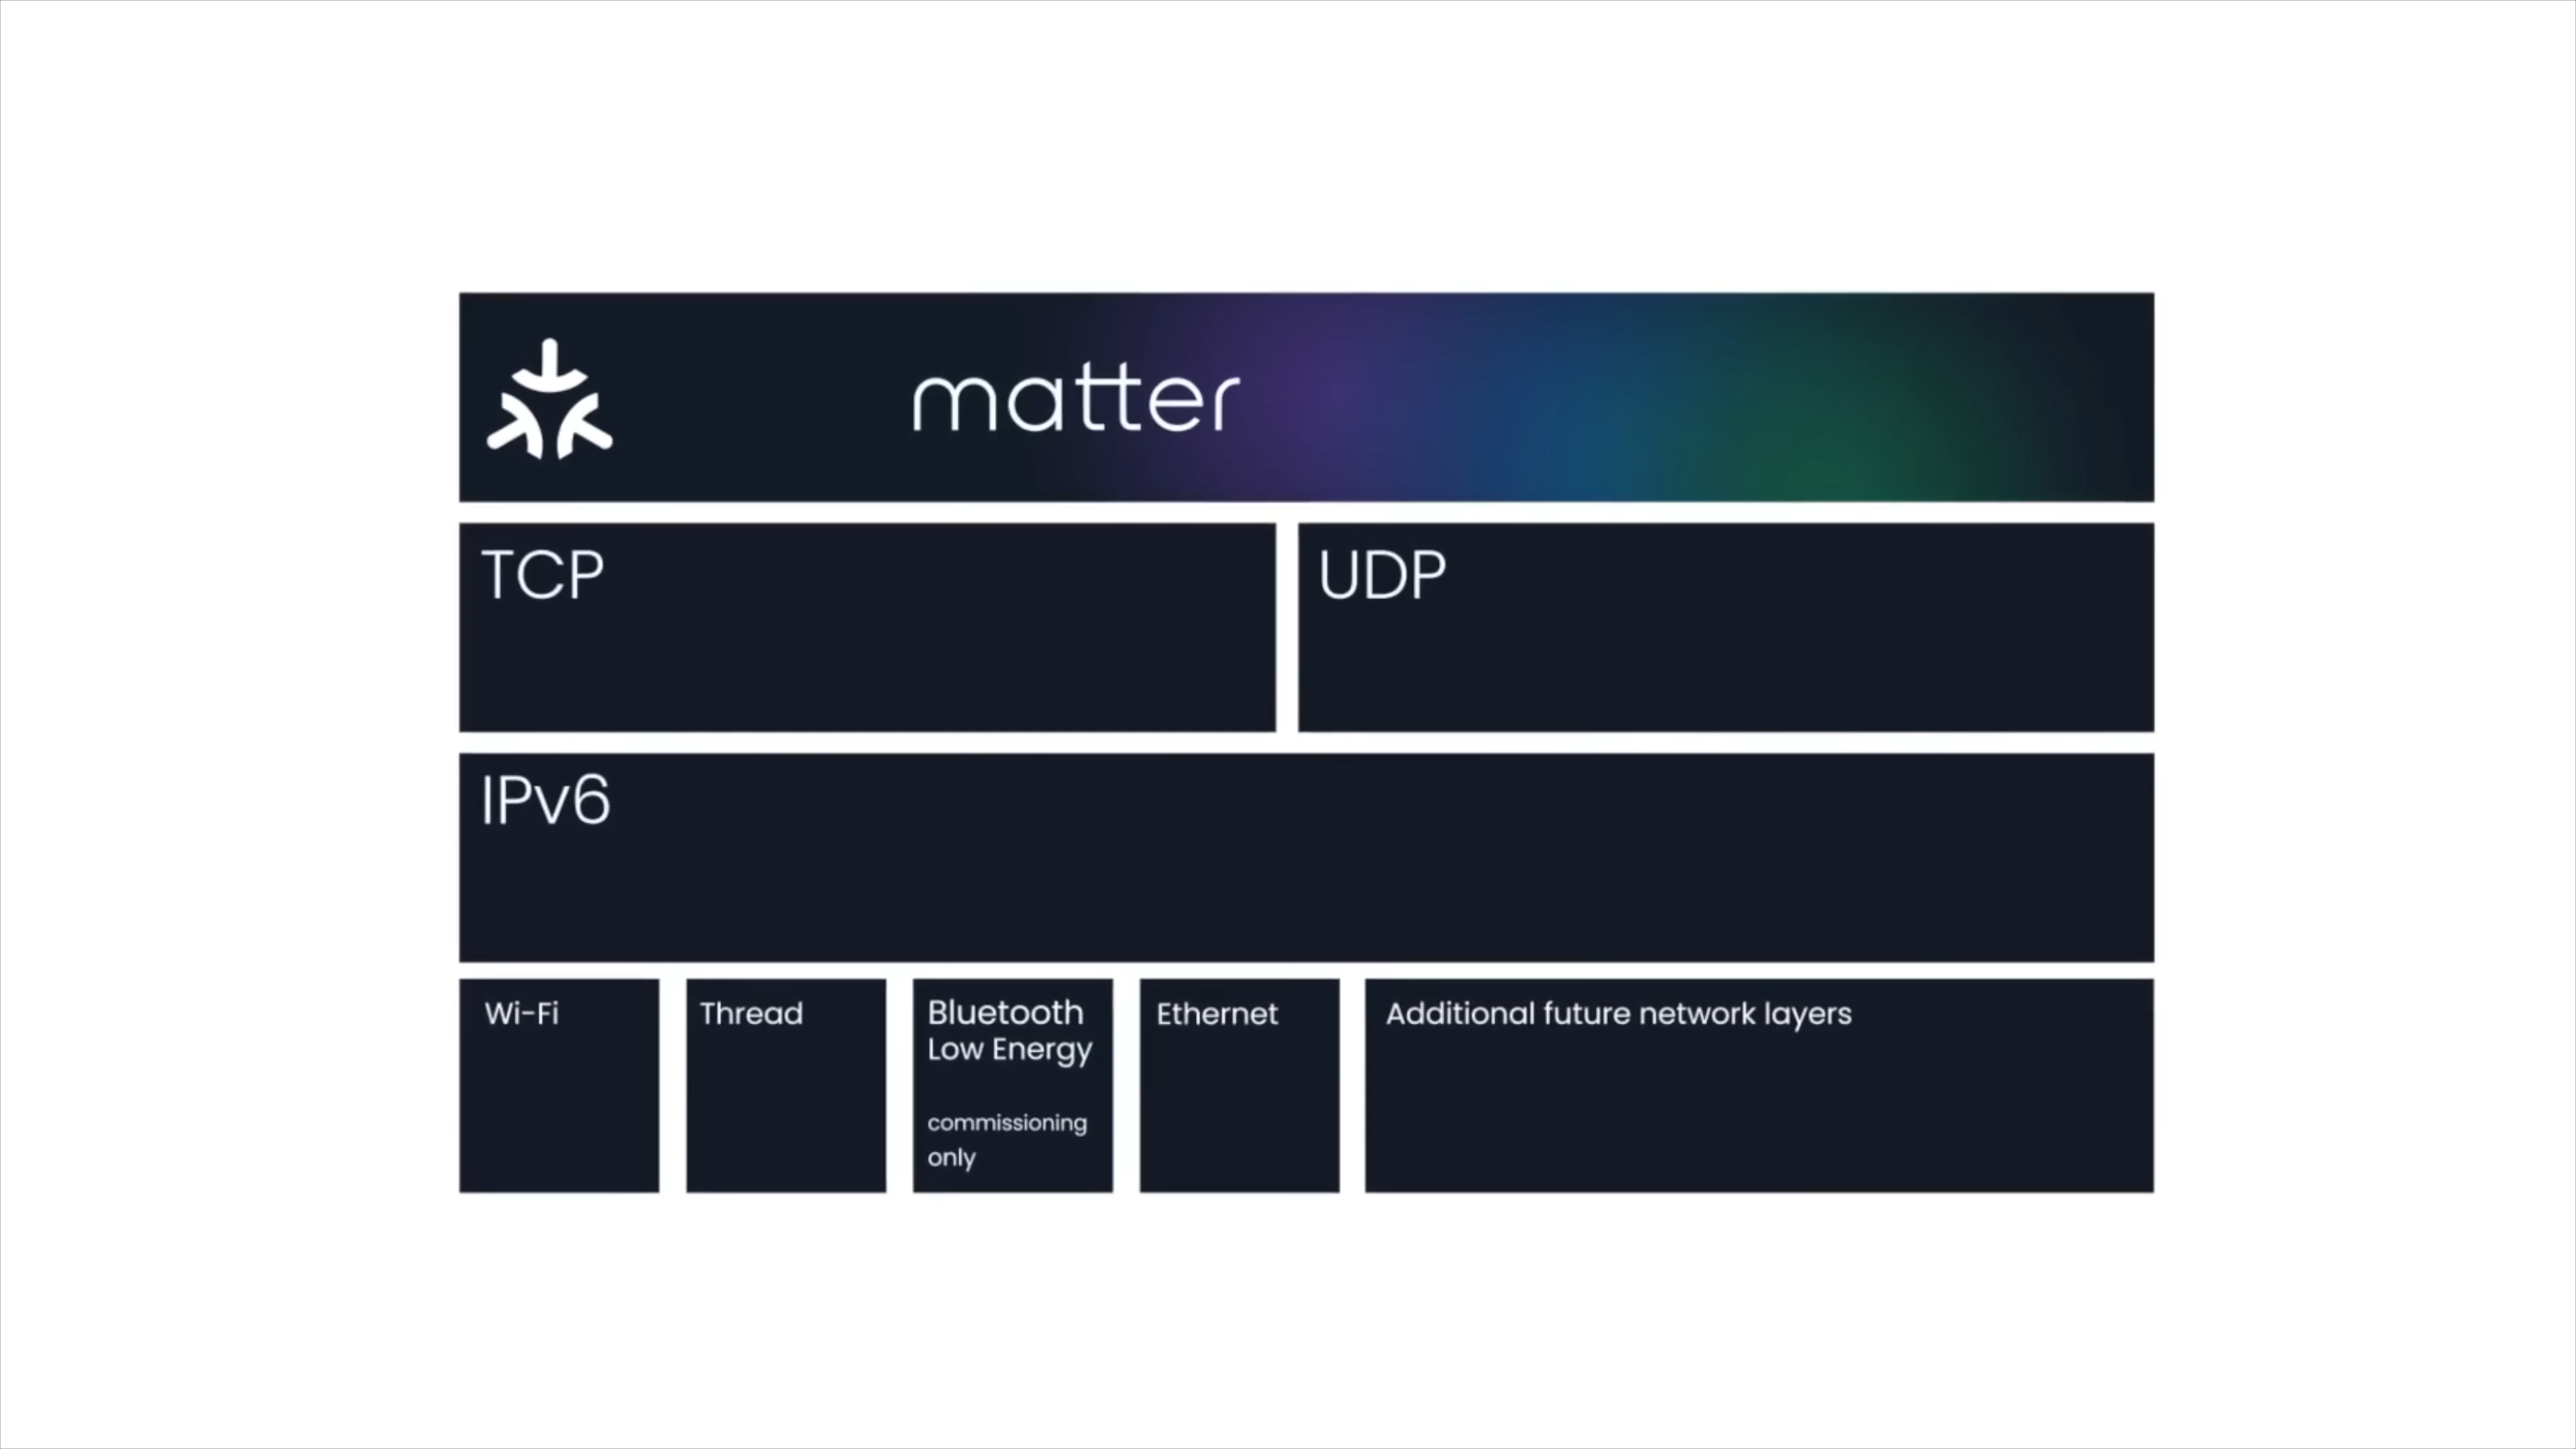 matter
TCP
UDP
IPv6
Wi-Fi
Thread
Bluetooth
Low Energy
commissioning
only
Ethernet
Additional future network layers